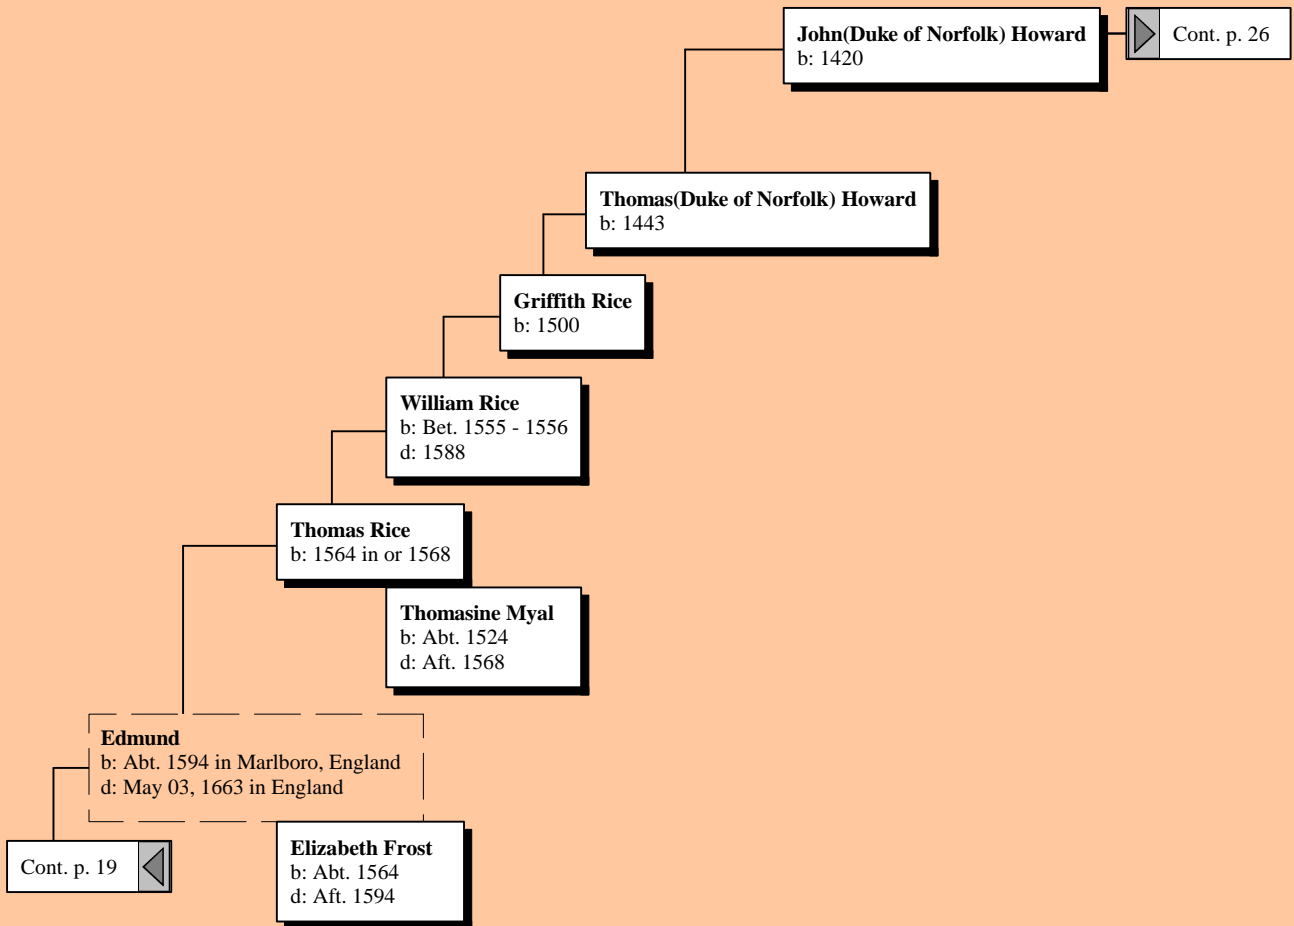 John(Duke of Norfolk) Howard
b: 1420
Cont. p. 26
Thomas(Duke of Norfolk) Howard
b: 1443
Griffith Rice
b: 1500
William Rice
b: Bet. 1555 - 1556
d: 1588
Thomas Rice
b: 1564 in or 1568
Thomasine Myal
b: Abt. 1524
d: Aft. 1568
Edmund
b: Abt. 1594 in Marlboro, England
d: May 03, 1663 in England
Cont. p. 19
Elizabeth Frost
b: Abt. 1564
d: Aft. 1594